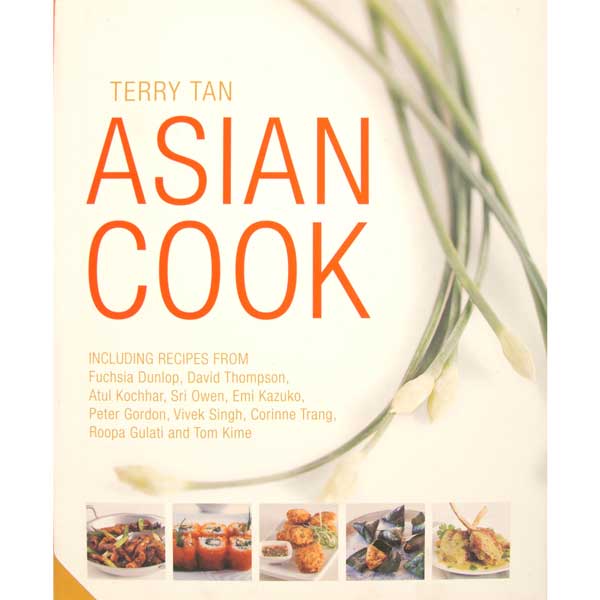 TERRY TAN
ASIAN
COOK
INCLUDING RECIPES FROM
Fuchsia Dunlop, David Thompson,
Atul Kochhar, Sri Owen, Emi Kazuko,
Peter Gordon, Vivek Singh, Corinne Trang,
Roopa Gulati and Tom Kime